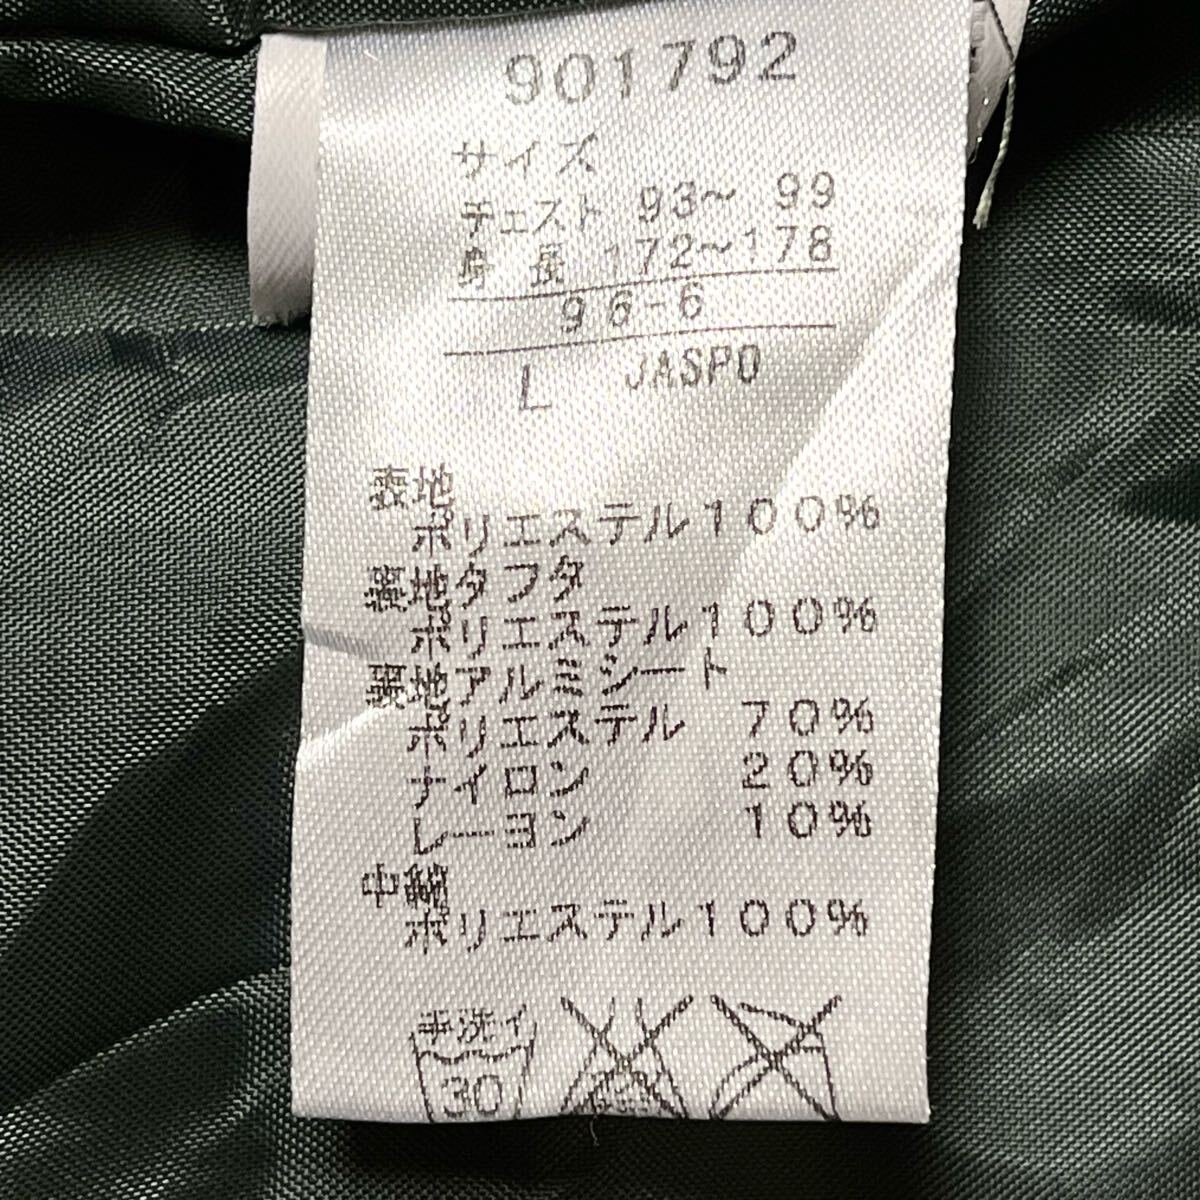 901792
サイズ
チェスト 93~ 99
身 長 172~178
96-6
L JASPO
表地
ポリエステル100%
裏地タフタ
ポリエステル100%
裏地アルミシート
ポリエステル 70%
ナイロン 20%
レーヨン 10%
中綿
ポリエステル100%
手洗イ
30